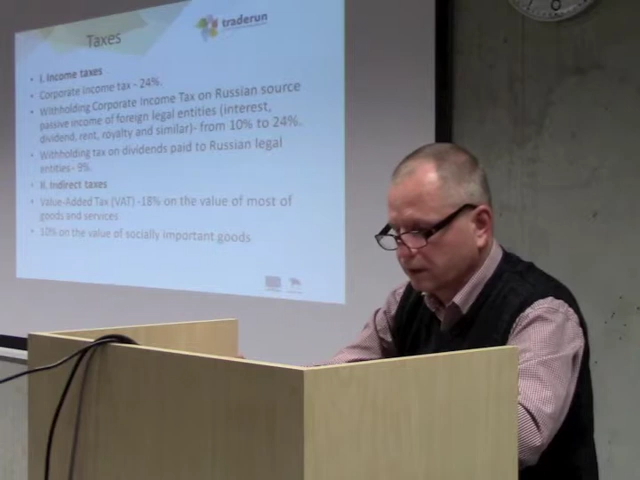 traderun
Taxes
• I. Income taxes
• Corporate income tax - 24%.
• Withholding Corporate Income Tax on Russian source
passive income of foreign legal entities (interest,
dividend, rent, royalty and similar)- from 10% to 24%.
• Withholding tax on dividends paid to Russian legal
entities - 9%.
• II. Indirect taxes
• Value-Added Tax (VAT) -18% on the value of most of
goods and services
• 10% on the value of socially important goods